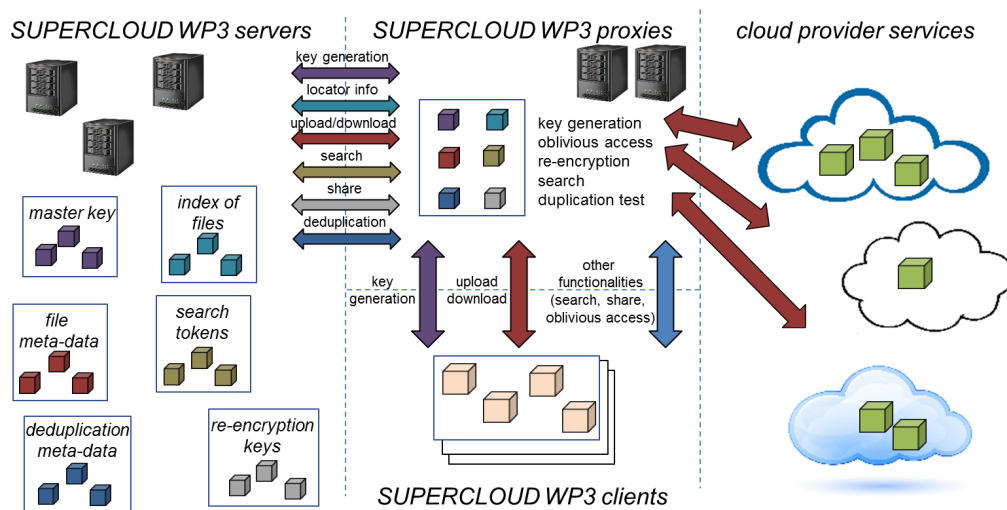 SUPERCLOUD WP3 servers
SUPERCLOUD WP3 proxies
cloud provider services
key generation
locator info
upload/download
search
share
deduplication
key generation
oblivious access
re-encryption
search
duplication test
master key
index of
files
file
meta-data
search
tokens
deduplication
meta-data
re-encryption
keys
key
generation
upload
download
other
functionalities
(search, share,
oblivious access)
SUPERCLOUD WP3 clients